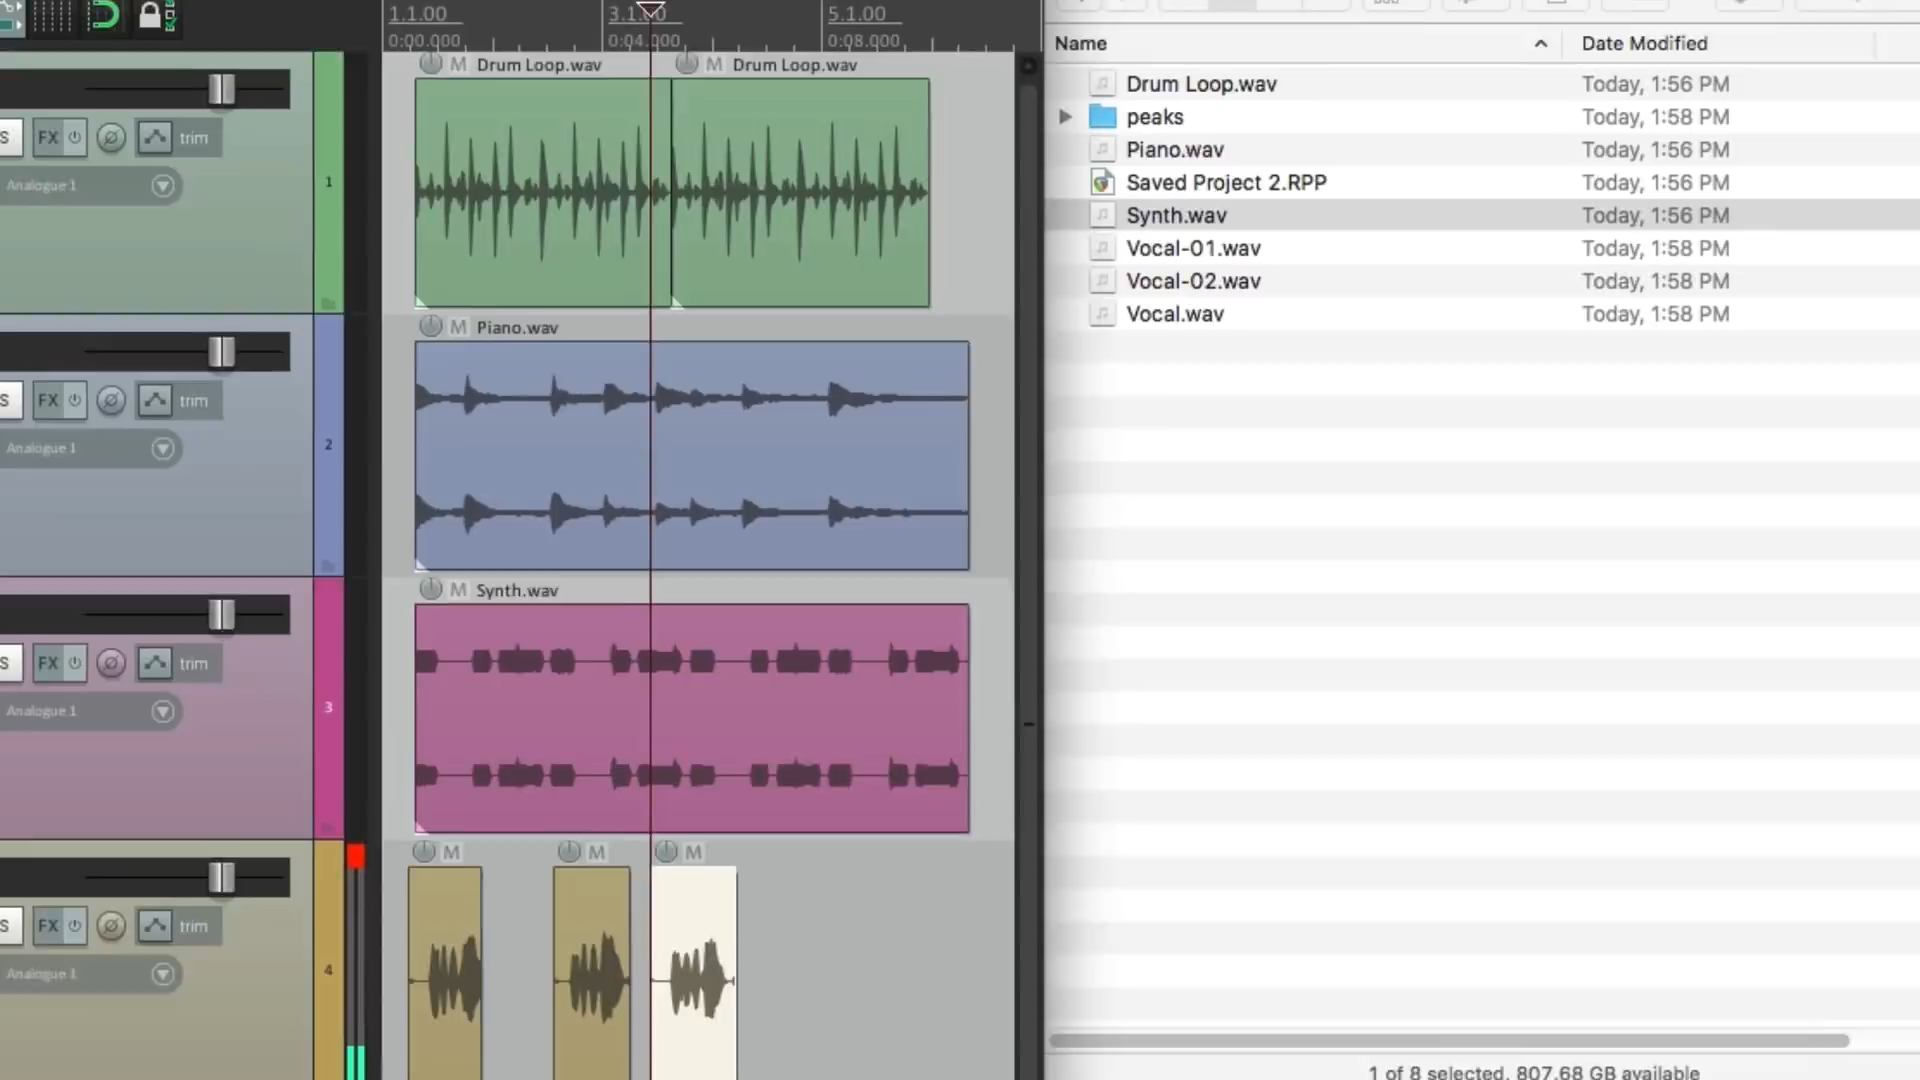 1.1.00 3.1.00 5.1.00
0:00.000 0:04.000 0:08.000
M Drum Loop.wav M Drum Loop.wav
S FX trim
Analogue 1
1
M Piano.wav
S FX trim
Analogue 1
2
M Synth.wav
S FX trim
Analogue 1
3
M M M
S FX trim
Analogue 1
4
Name Date Modified
Drum Loop.wav Today, 1:56 PM
peaks Today, 1:58 PM
Piano.wav Today, 1:56 PM
Saved Project 2.RPP Today, 1:56 PM
Synth.wav Today, 1:56 PM
Vocal-01.wav Today, 1:58 PM
Vocal-02.wav Today, 1:58 PM
Vocal.wav Today, 1:58 PM
1 of 8 selected, 807.68 GB available